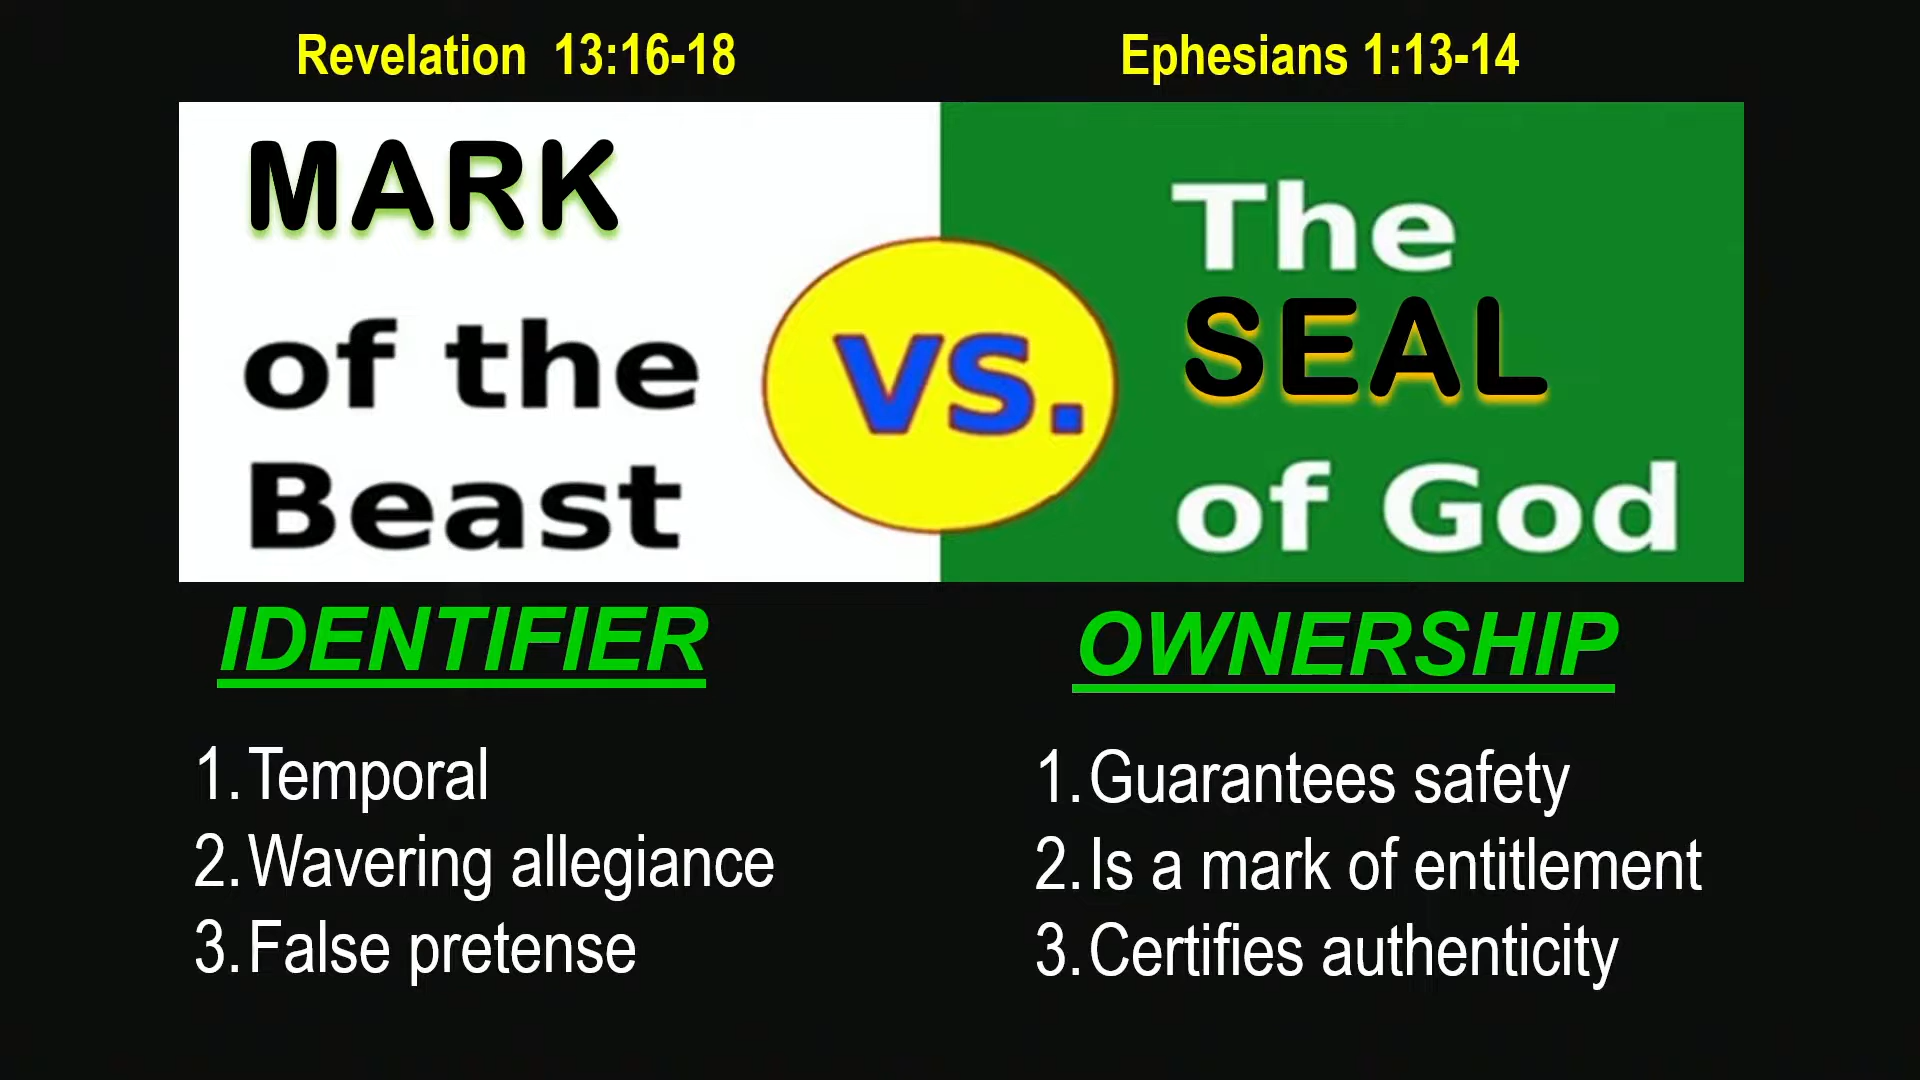 Revelation 13:16-18
Ephesians 1:13-14
MARK
of the
Beast
vs.
The
SEAL
of God
IDENTIFIER
1. Temporal
2. Wavering allegiance
3. False pretense
OWNERSHIP
1. Guarantees safety
2. Is a mark of entitlement
3. Certifies authenticity